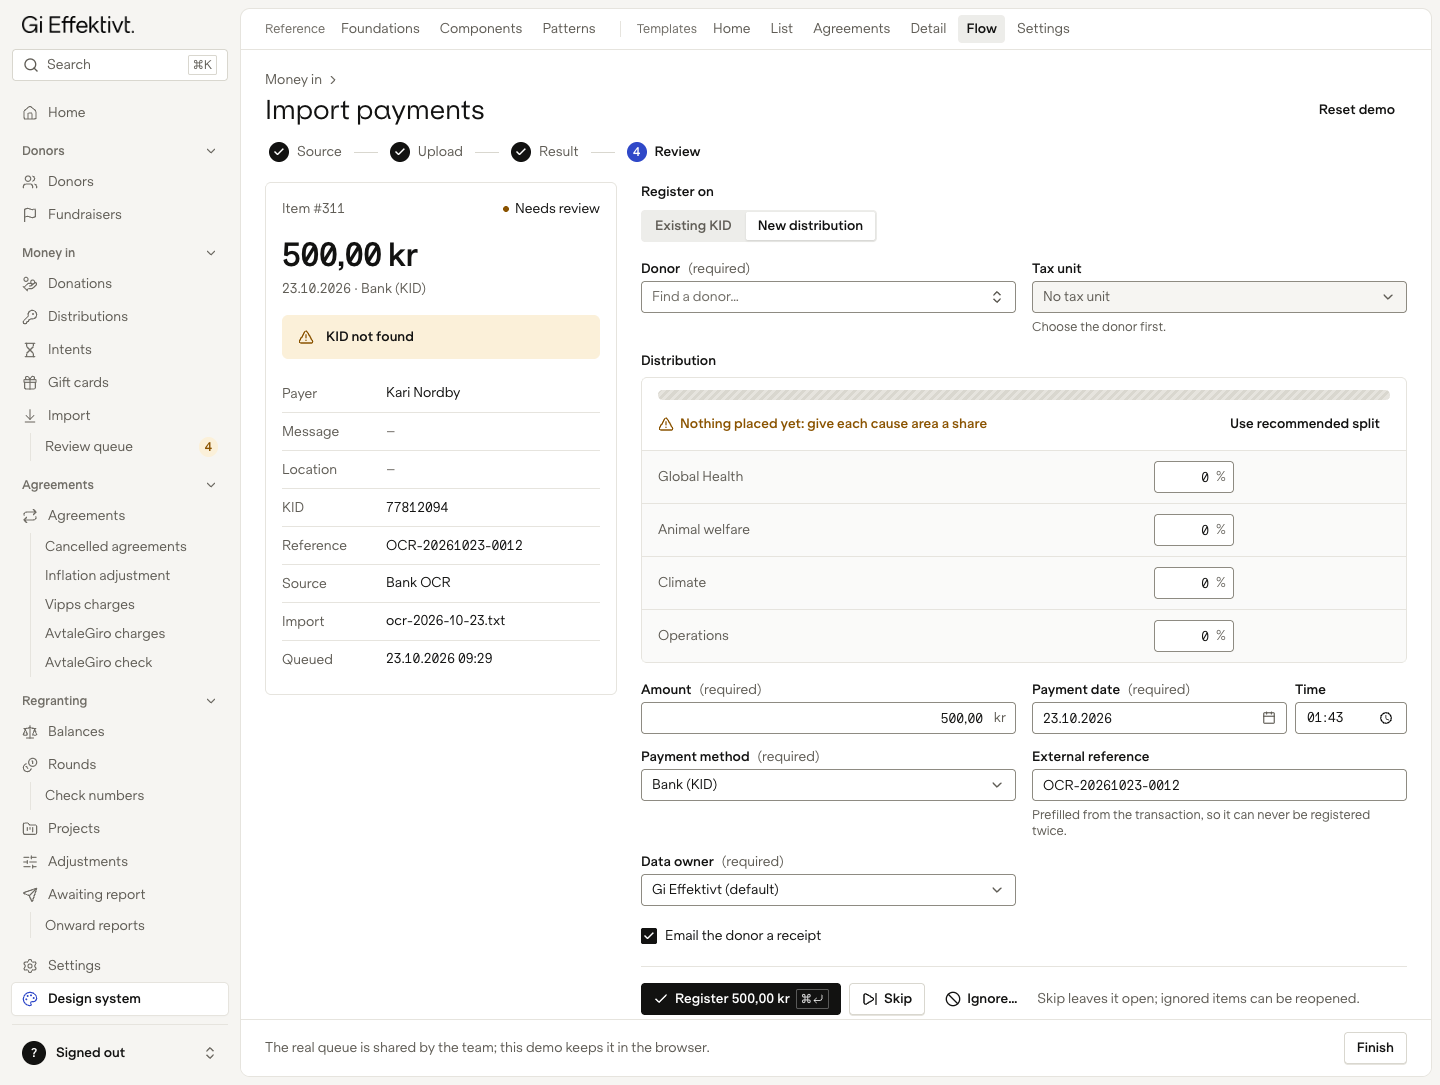 Gi Effektivt.
Search ⌘K
Home
Donors
Donors
Fundraisers
Money in
Donations
Distributions
Intents
Gift cards
Import
Review queue 4
Agreements
Agreements
Cancelled agreements
Inflation adjustment
Vipps charges
AvtaleGiro charges
AvtaleGiro check
Regranting
Balances
Rounds
Check numbers
Projects
Adjustments
Awaiting report
Onward reports
Settings
Design system
? Signed out
Reference Foundations Components Patterns Templates Home List Agreements Detail Flow Settings
Money in
Import payments
Reset demo
Source Upload Result 4 Review
Item #311 Needs review
500,00 kr
23.10.2026 · Bank (KID)
KID not found
Payer Kari Nordby
Message –
Location –
KID 77812094
Reference OCR-20261023-0012
Source Bank OCR
Import ocr-2026-10-23.txt
Queued 23.10.2026 09:29
Register on
Existing KID New distribution
Donor (required) Tax unit
Find a donor... No tax unit
Choose the donor first.
Distribution
Nothing placed yet: give each cause area a share Use recommended split
Global Health 0 %
Animal welfare 0 %
Climate 0 %
Operations 0 %
Amount (required) Payment date (required) Time
500,00 kr 23.10.2026 01:43
Payment method (required) External reference
Bank (KID) OCR-20261023-0012
Prefilled from the transaction, so it can never be registered
twice.
Data owner (required)
Gi Effektivt (default)
Email the donor a receipt
Register 500,00 kr ⌘↵ Skip Ignore... Skip leaves it open; ignored items can be reopened.
The real queue is shared by the team; this demo keeps it in the browser. Finish